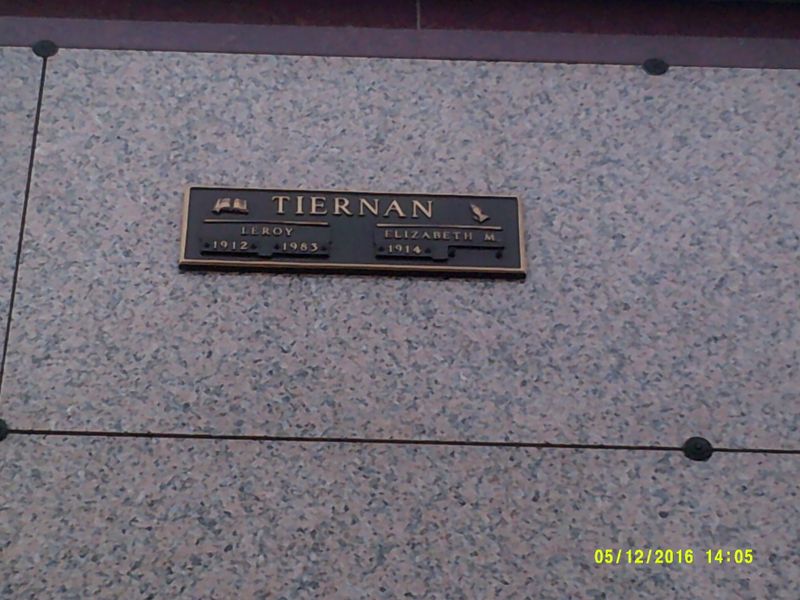 TIERNAN
LEROY
1912 1983
ELIZABETH M.
1914
05/12/2016 14:05